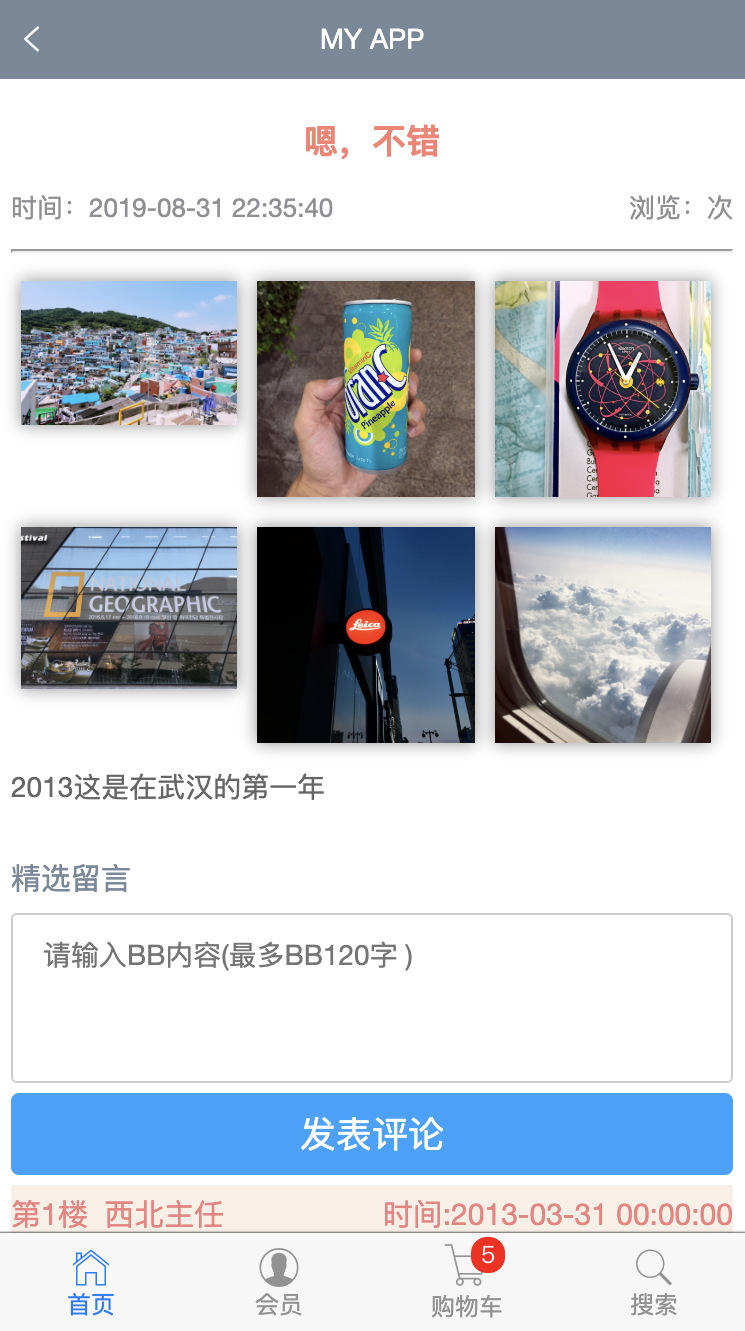 MY APP
嗯，不错
时间：2019-08-31 22:35:40
浏览：次
Pineapple
stival
NATIONAL
GEOGRAPHIC
Leica
2013这是在武汉的第一年
精选留言
请输入BB内容(最多BB120字 )
发表评论
第1楼 西北主任
时间:2013-03-31 00:00:00
5
首页
会员
购物车
搜索